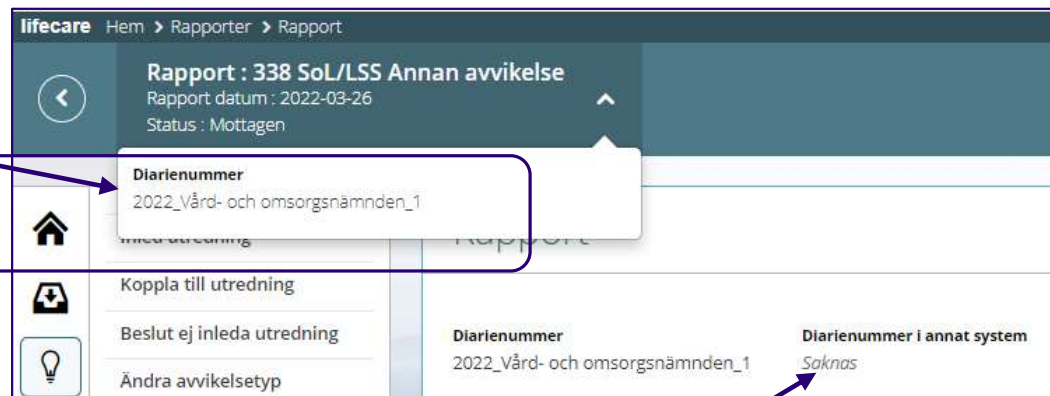 lifecare Hem > Rapporter > Rapport
Rapport : 338 SoL/LSS Annan avvikelse
Rapport datum : 2022-03-26
Status : Mottagen
Diarienummer
2022_Vård- och omsorgsnämnden_1
Inled utredning
Rapport
Koppla till utredning
Beslut ej inleda utredning
Ändra avvikelsetyp
Diarienummer
2022_Vård- och omsorgsnämnden_1
Diarienummer i annat system
Saknas